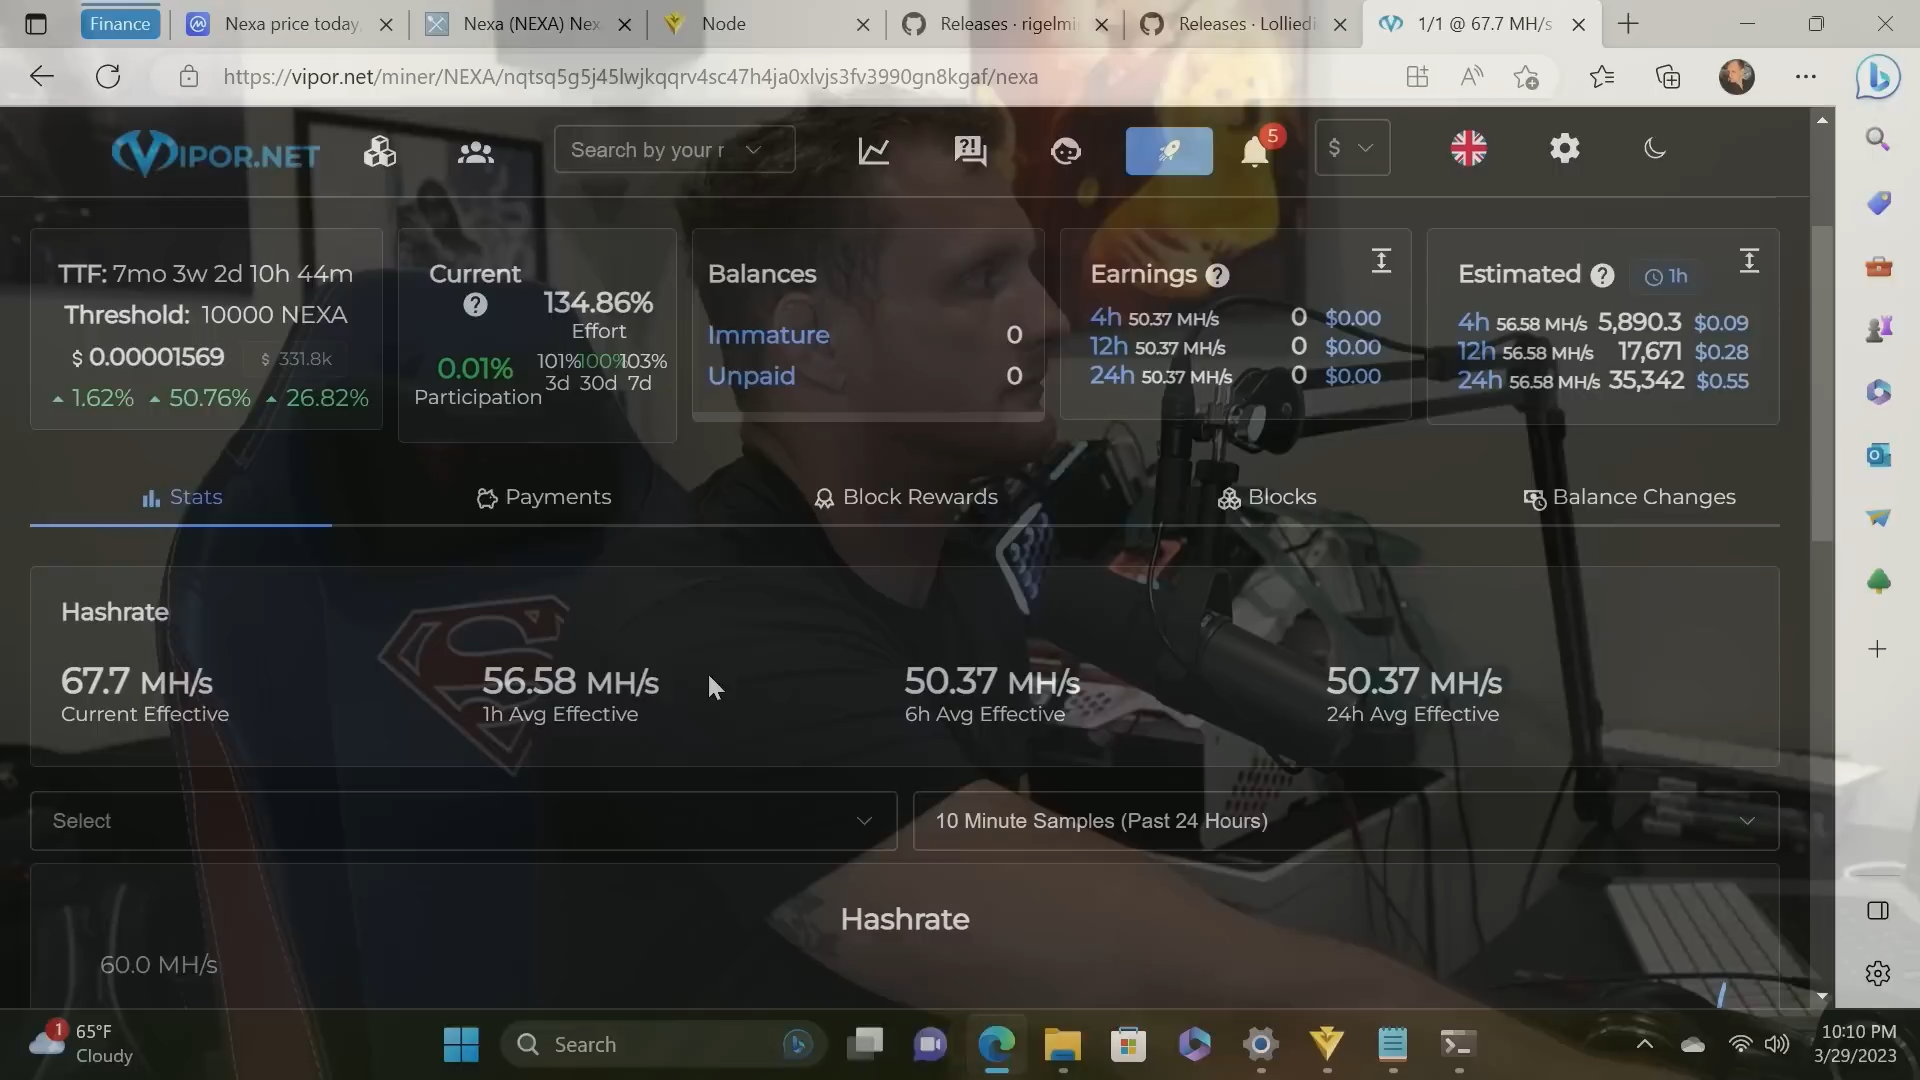 Finance
Nexa price today,
Nexa (NEXA) Nex
Node
Releases · rigelmi
Releases · Lolliedi
1/1 @ 67.7 MH/s
https://vipor.net/miner/NEXA/nqtsq5g5j45lwjkqqrv4sc47h4ja0xlvjs3fv3990gn8kgaf/nexa
VIPOR.NET
Search by your r
5
$
TTF: 7mo 3w 2d 10h 44m
Threshold: 10000 NEXA
$ 0.00001569
$ 331.8k
1.62% 50.76% 26.82%
Current
134.86%
Effort
0.01%
Participation
101% 100% 103%
3d 30d 7d
Balances
Immature 0
Unpaid 0
Earnings
4h 50.37 MH/s 0 $0.00
12h 50.37 MH/s 0 $0.00
24h 50.37 MH/s 0 $0.00
Estimated
1h
4h 56.58 MH/s 5,890.3 $0.09
12h 56.58 MH/s 17,671 $0.28
24h 56.58 MH/s 35,342 $0.55
Stats
Payments
Block Rewards
Blocks
Balance Changes
Hashrate
67.7 MH/s
Current Effective
56.58 MH/s
1h Avg Effective
50.37 MH/s
6h Avg Effective
50.37 MH/s
24h Avg Effective
Select
10 Minute Samples (Past 24 Hours)
Hashrate
60.0 MH/s
1
65°F
Cloudy
Search
10:10 PM
3/29/2023